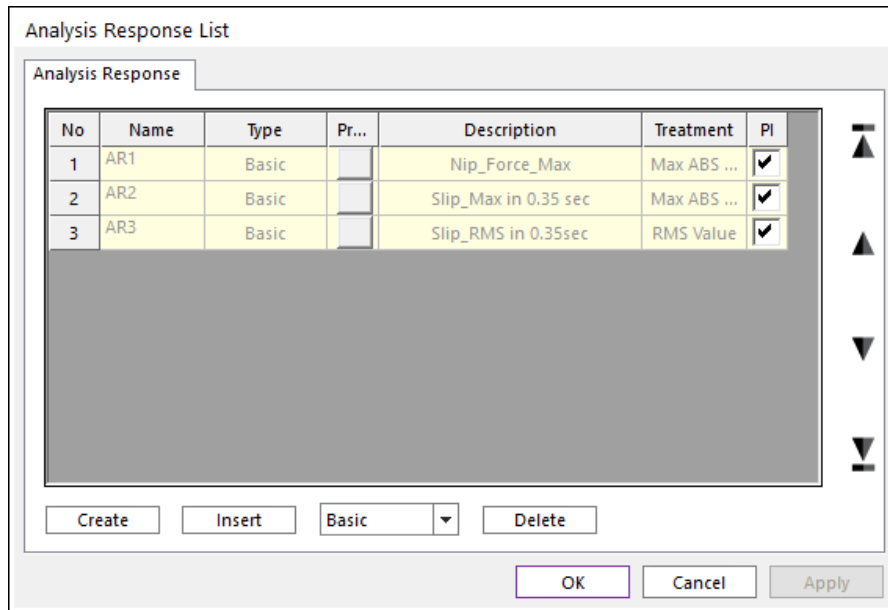 Analysis Response List
Analysis Response
No Name Type Pr... Description Treatment PI
1 AR1 Basic Nip_Force_Max Max ABS ...
2 AR2 Basic Slip_Max in 0.35 sec Max ABS ...
3 AR3 Basic Slip_RMS in 0.35sec RMS Value
Create Insert Basic Delete
OK Cancel Apply